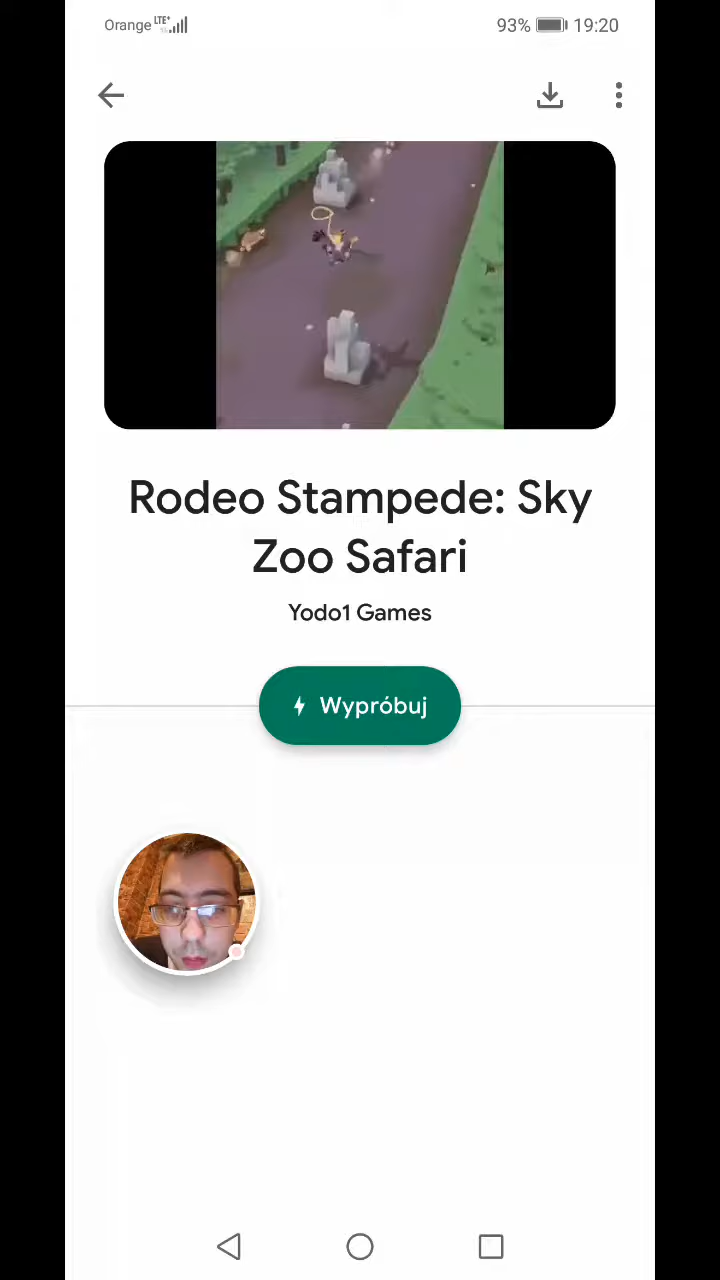 Orange LTE+ 93% 19:20
Rodeo Stampede: Sky
Zoo Safari
Yodo1 Games
Wypróbuj